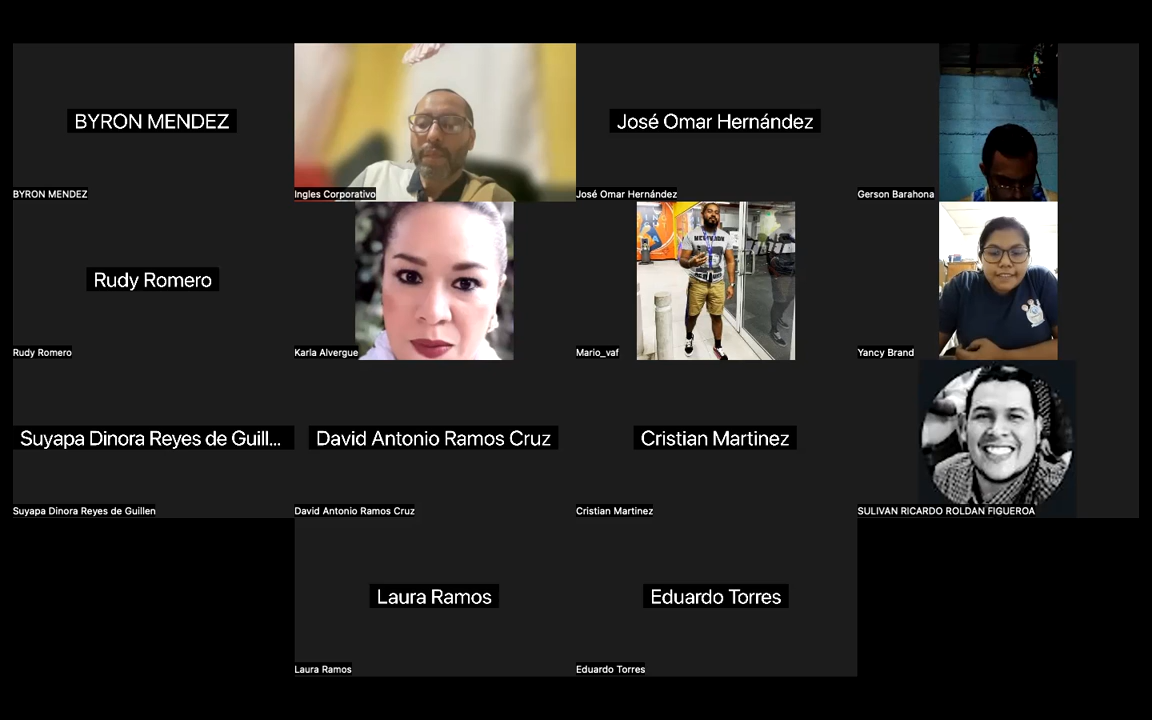 BYRON MENDEZ
BYRON MENDEZ
Ingles Corporativo
José Omar Hernández
José Omar Hernández
Gerson Barahona
Rudy Romero
Rudy Romero
Karla Alvergue
Mario_vaf
Yancy Brand
Suyapa Dinora Reyes de Guill...
Suyapa Dinora Reyes de Guillen
David Antonio Ramos Cruz
David Antonio Ramos Cruz
Cristian Martinez
Cristian Martinez
SULIVAN RICARDO ROLDAN FIGUEROA
Laura Ramos
Laura Ramos
Eduardo Torres
Eduardo Torres